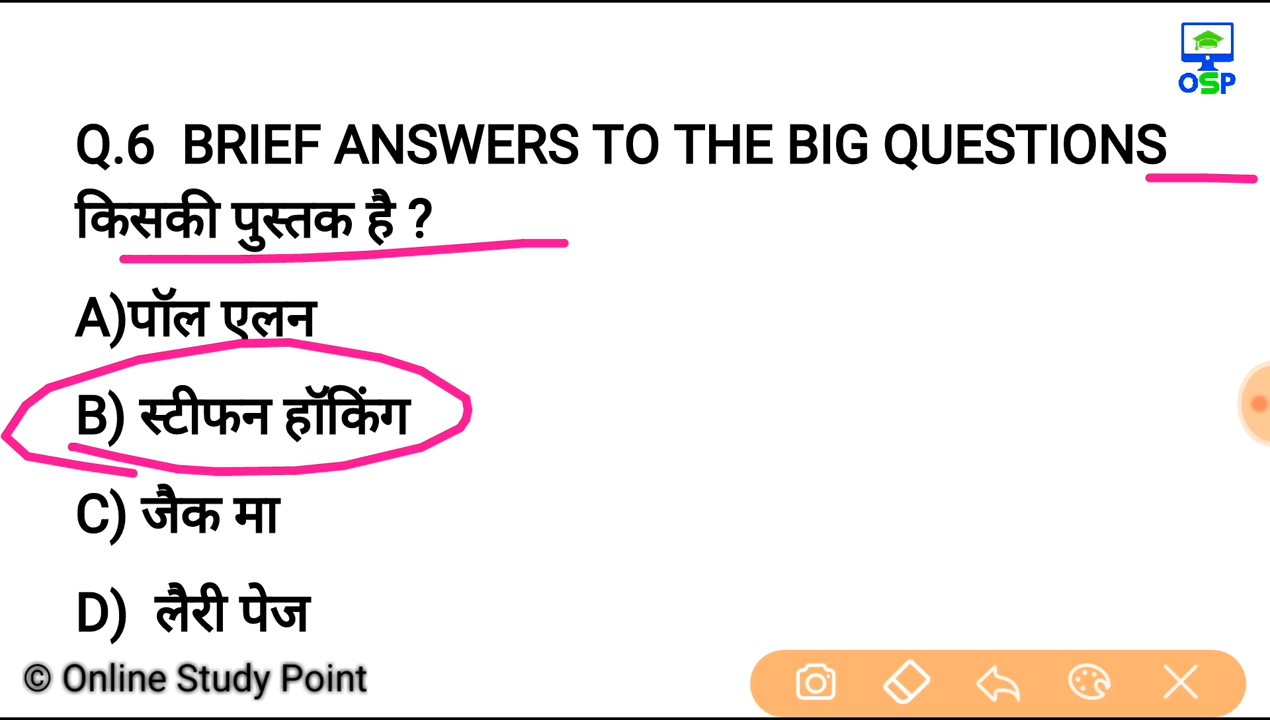 OSP
Q.6 BRIEF ANSWERS TO THE BIG QUESTIONS
किसकी पुस्तक है ?
A)पॉल एलन
B) स्टीफन हॉकिंग
C) जैक मा
D) लैरी पेज
© Online Study Point